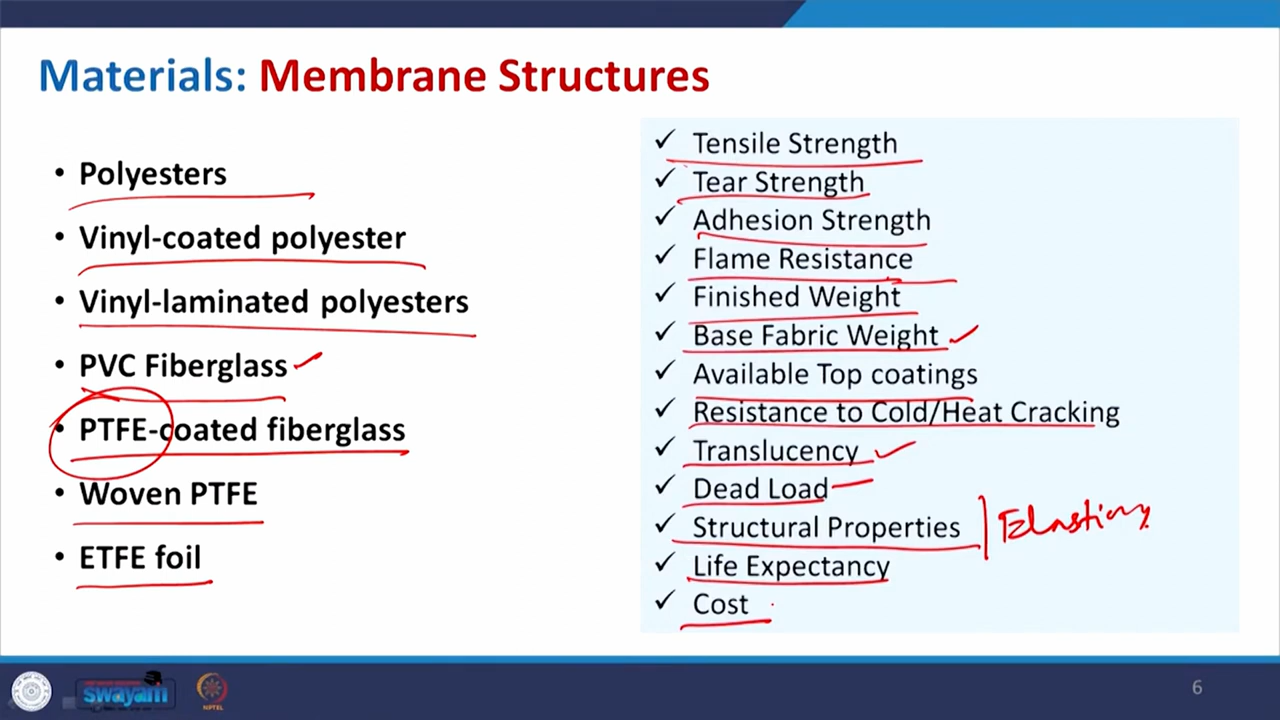 Materials: Membrane Structures
• Polyesters
• Vinyl-coated polyester
• Vinyl-laminated polyesters
• PVC Fiberglass
• PTFE-coated fiberglass
• Woven PTFE
• ETFE foil
✓ Tensile Strength
✓ Tear Strength
✓ Adhesion Strength
✓ Flame Resistance
✓ Finished Weight
✓ Base Fabric Weight
✓ Available Top coatings
✓ Resistance to Cold/Heat Cracking
✓ Translucency
✓ Dead Load
✓ Structural Properties
✓ Life Expectancy
✓ Cost
swayam
NPTEL
6